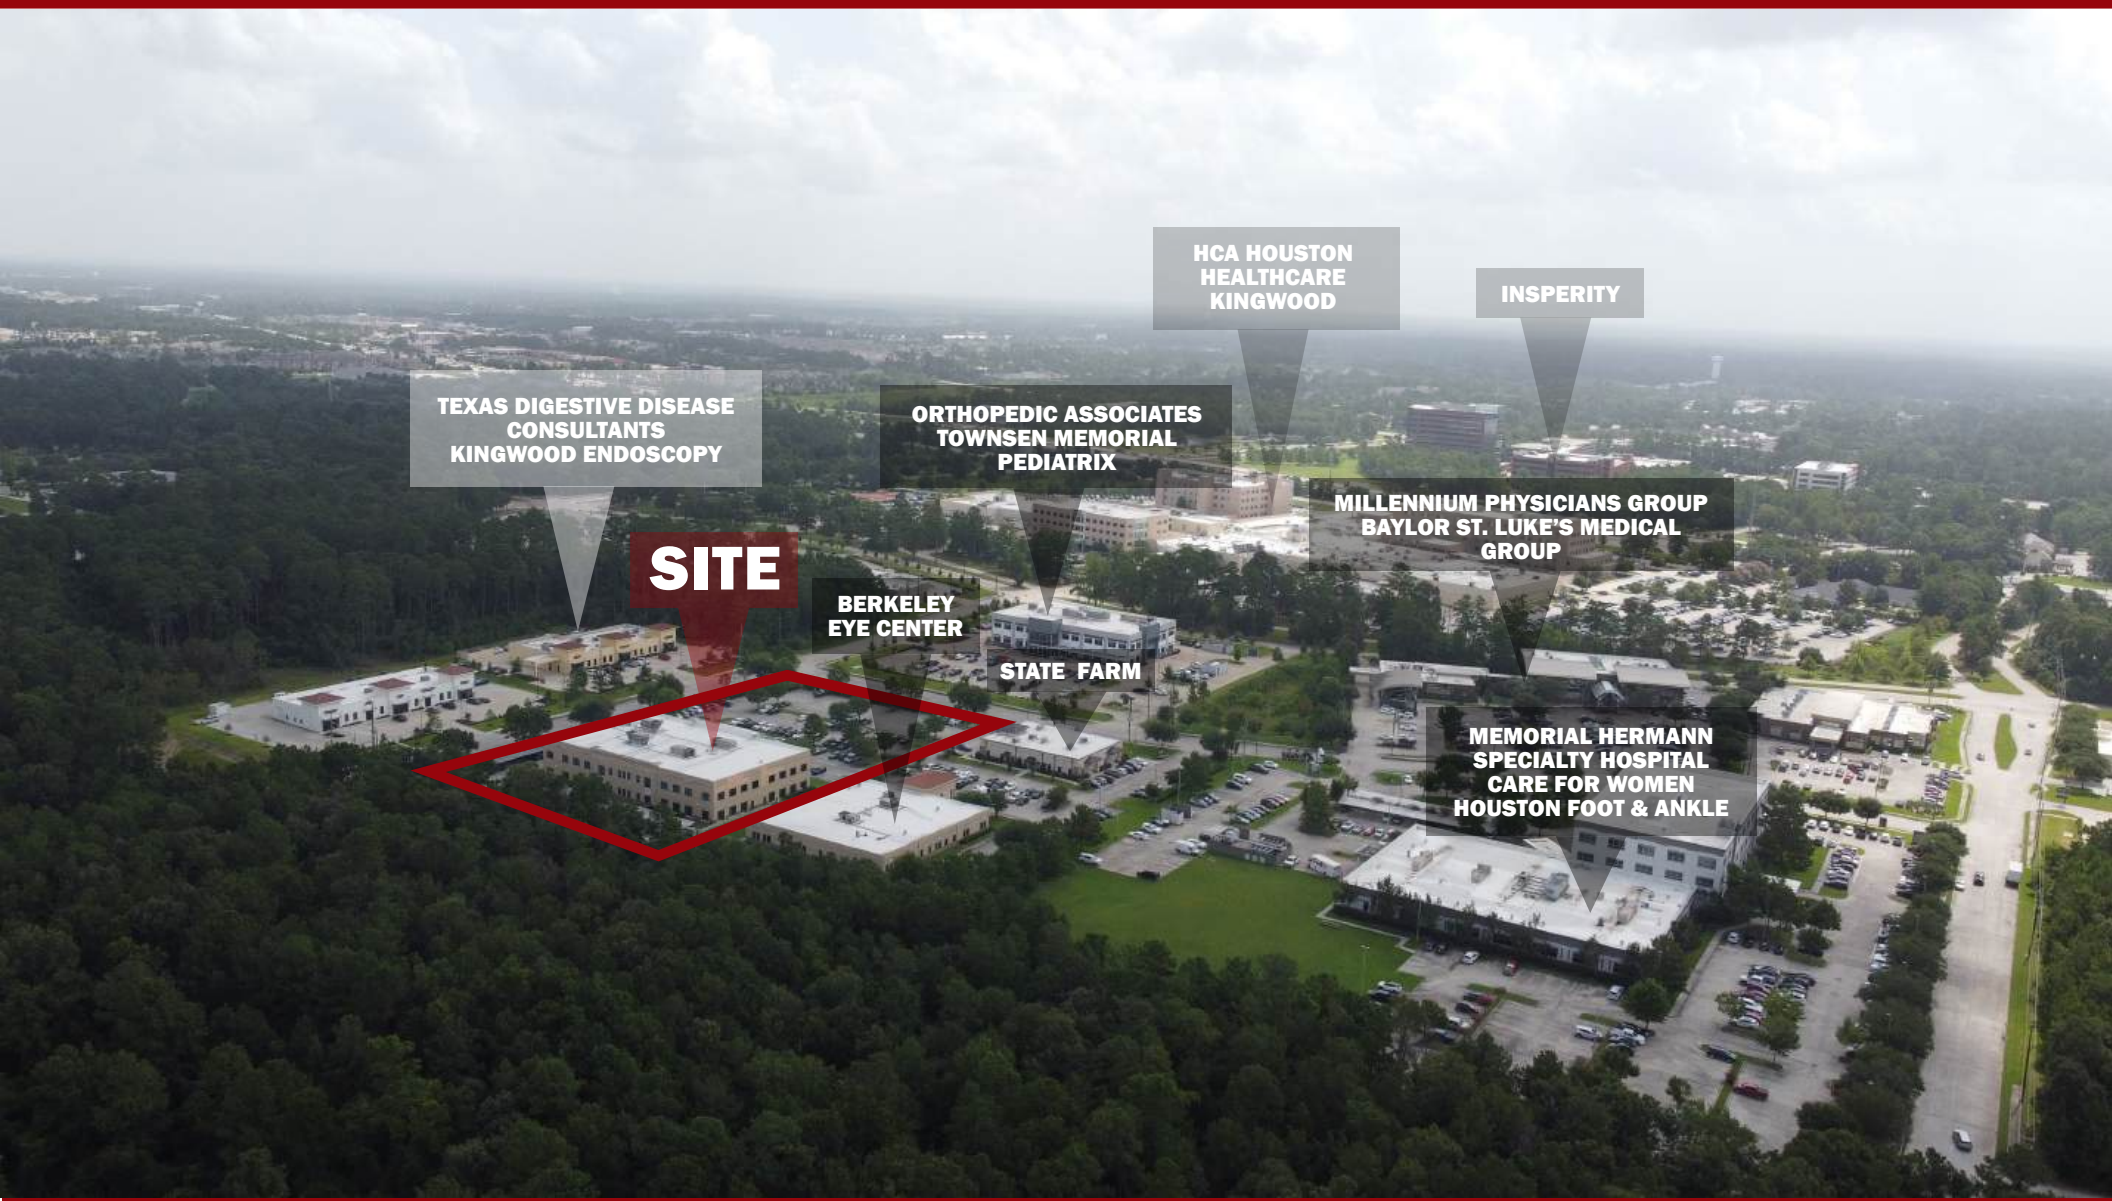 HCA HOUSTON
HEALTHCARE
KINGWOOD
INSPERITY
TEXAS DIGESTIVE DISEASE
CONSULTANTS
KINGWOOD ENDOSCOPY
ORTHOPEDIC ASSOCIATES
TOWNSEN MEMORIAL
PEDIATRIX
MILLENNIUM PHYSICIANS GROUP
BAYLOR ST. LUKE'S MEDICAL
GROUP
SITE
BERKELEY
EYE CENTER
STATE FARM
MEMORIAL HERMANN
SPECIALTY HOSPITAL
CARE FOR WOMEN
HOUSTON FOOT & ANKLE